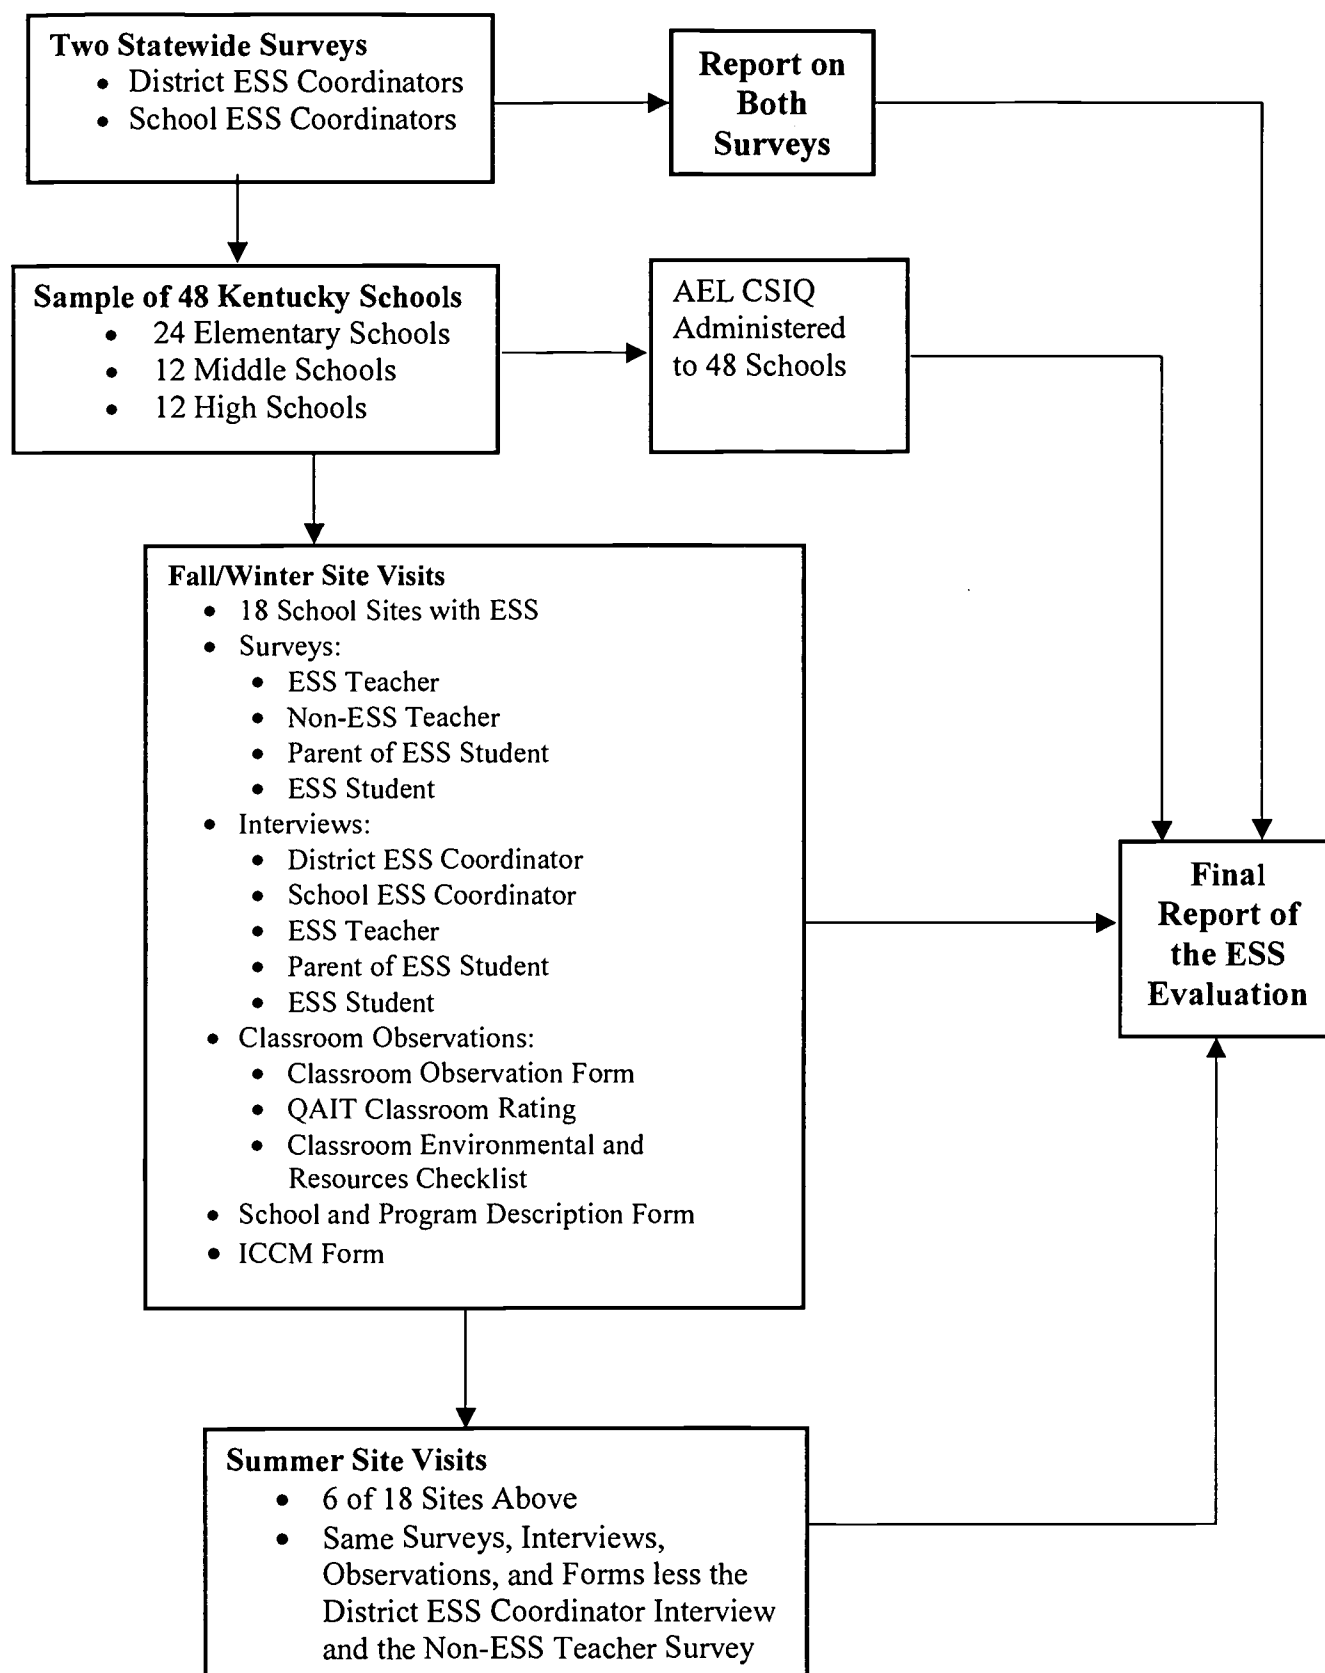 Two Statewide Surveys
• District ESS Coordinators
• School ESS Coordinators
Report on
Both
Surveys
Sample of 48 Kentucky Schools
• 24 Elementary Schools
• 12 Middle Schools
• 12 High Schools
AEL CSIQ
Administered
to 48 Schools
Fall/Winter Site Visits
• 18 School Sites with ESS
• Surveys:
• ESS Teacher
• Non-ESS Teacher
• Parent of ESS Student
• ESS Student
• Interviews:
• District ESS Coordinator
• School ESS Coordinator
• ESS Teacher
• Parent of ESS Student
• ESS Student
• Classroom Observations:
• Classroom Observation Form
• QAIT Classroom Rating
• Classroom Environmental and
Resources Checklist
• School and Program Description Form
• ICCM Form
Final
Report of
the ESS
Evaluation
Summer Site Visits
• 6 of 18 Sites Above
• Same Surveys, Interviews,
Observations, and Forms less the
District ESS Coordinator Interview
and the Non-ESS Teacher Survey